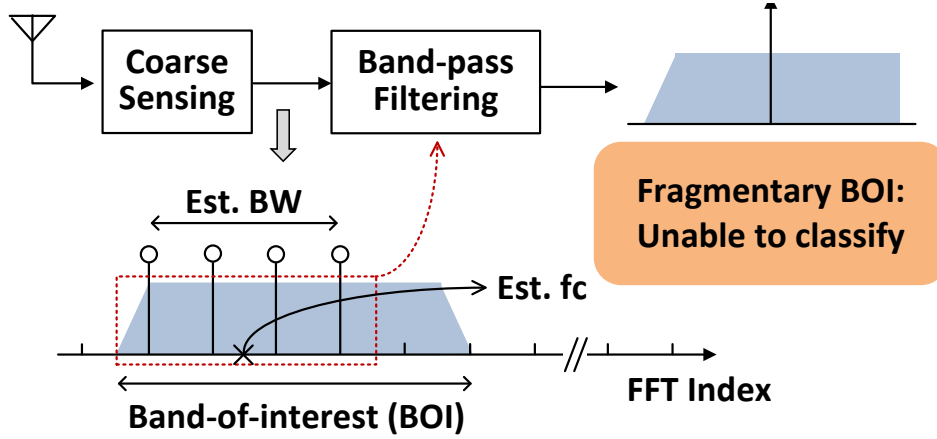 Coarse
Sensing
Band-pass
Filtering
Est. BW
Fragmentary BOI:
Unable to classify
Est. fc
FFT Index
Band-of-interest (BOI)